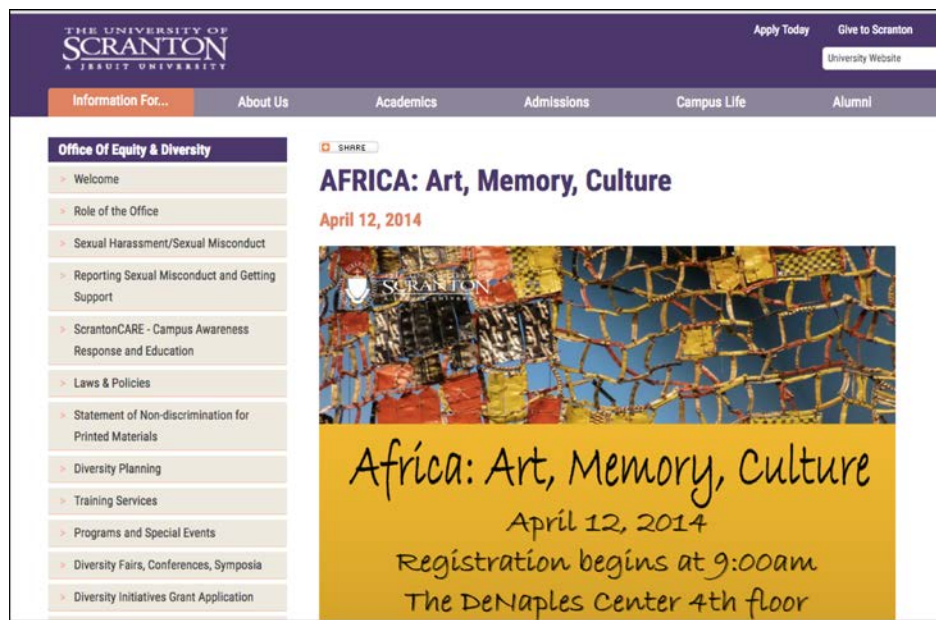 THE UNIVERSITY OF
SCRANTON
A JESUIT UNIVERSITY
Apply Today
Give to Scranton
University Website
Information For...
About Us
Academics
Admissions
Campus Life
Alumni
Office Of Equity & Diversity
> Welcome
> Role of the Office
> Sexual Harassment/Sexual Misconduct
> Reporting Sexual Misconduct and Getting
Support
> ScrantonCARE - Campus Awareness
Response and Education
> Laws & Policies
> Statement of Non-discrimination for
Printed Materials
> Diversity Planning
> Training Services
> Programs and Special Events
> Diversity Fairs, Conferences, Symposia
> Diversity Initiatives Grant Application
SHARE
AFRICA: Art, Memory, Culture
April 12, 2014
THE UNIVERSITY OF
SCRANTON
A JESUIT UNIVERSITY
Africa: Art, Memory, Culture
April 12, 2014
Registration begins at 9:00am
The DeNaples Center 4th floor